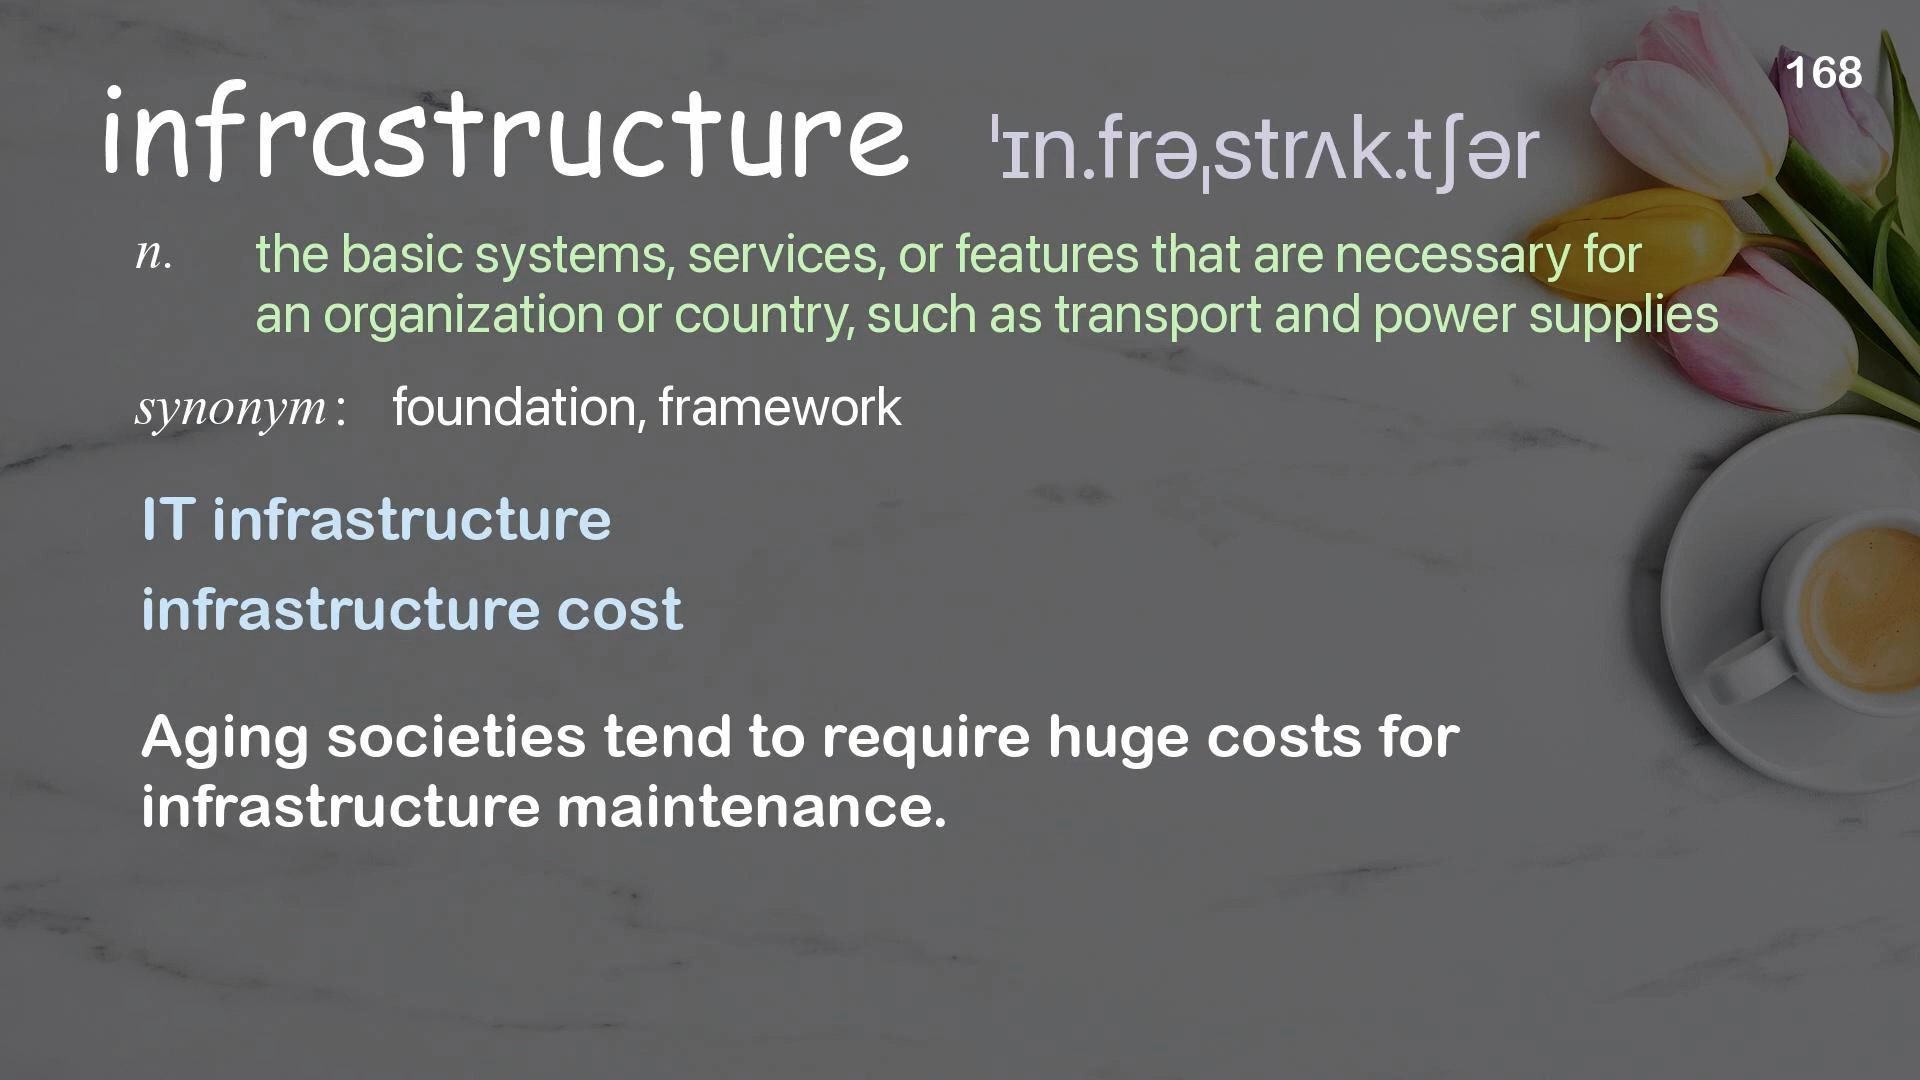 168
infrastructure ˈɪn.frəˌstrʌk.tʃər
n. the basic systems, services, or features that are necessary for
an organization or country, such as transport and power supplies
synonym: foundation, framework
IT infrastructure
infrastructure cost
Aging societies tend to require huge costs for
infrastructure maintenance.